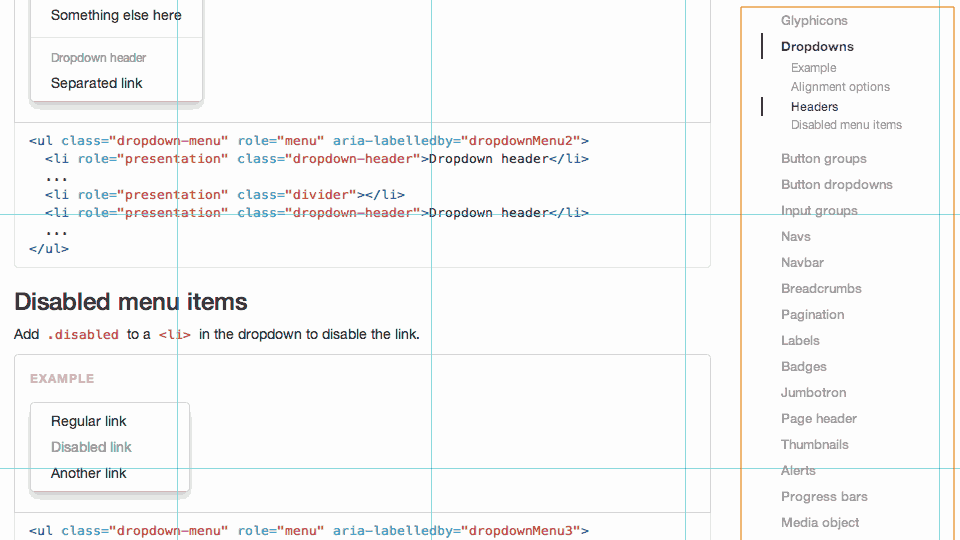 Something else here
Dropdown header
Separated link
<ul class="dropdown-menu" role="menu" aria-labelledby="dropdownMenu2">
<li role="presentation" class="dropdown-header">Dropdown header</li>
...
<li role="presentation" class="divider"></li>
<li role="presentation" class="dropdown-header">Dropdown header</li>
...
</ul>
Disabled menu items
Add .disabled to a <li> in the dropdown to disable the link.
EXAMPLE
Regular link
Disabled link
Another link
<ul class="dropdown-menu" role="menu" aria-labelledby="dropdownMenu3">
Glyphicons
Dropdowns
Example
Alignment options
Headers
Disabled menu items
Button groups
Button dropdowns
Input groups
Navs
Navbar
Breadcrumbs
Pagination
Labels
Badges
Jumbotron
Page header
Thumbnails
Alerts
Progress bars
Media object